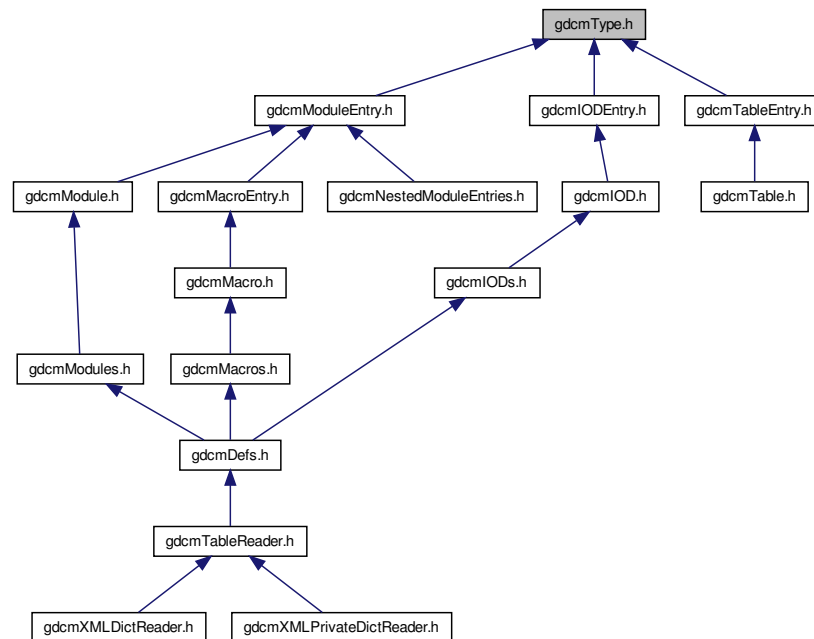 gdcmType.h
gdcmModuleEntry.h
gdcmIODEntry.h
gdcmTableEntry.h
gdcmModule.h
gdcmMacroEntry.h
gdcmNestedModuleEntries.h
gdcmIOD.h
gdcmTable.h
gdcmMacro.h
gdcmIODs.h
gdcmModules.h
gdcmMacros.h
gdcmDefs.h
gdcmTableReader.h
gdcmXMLDictReader.h
gdcmXMLPrivateDictReader.h